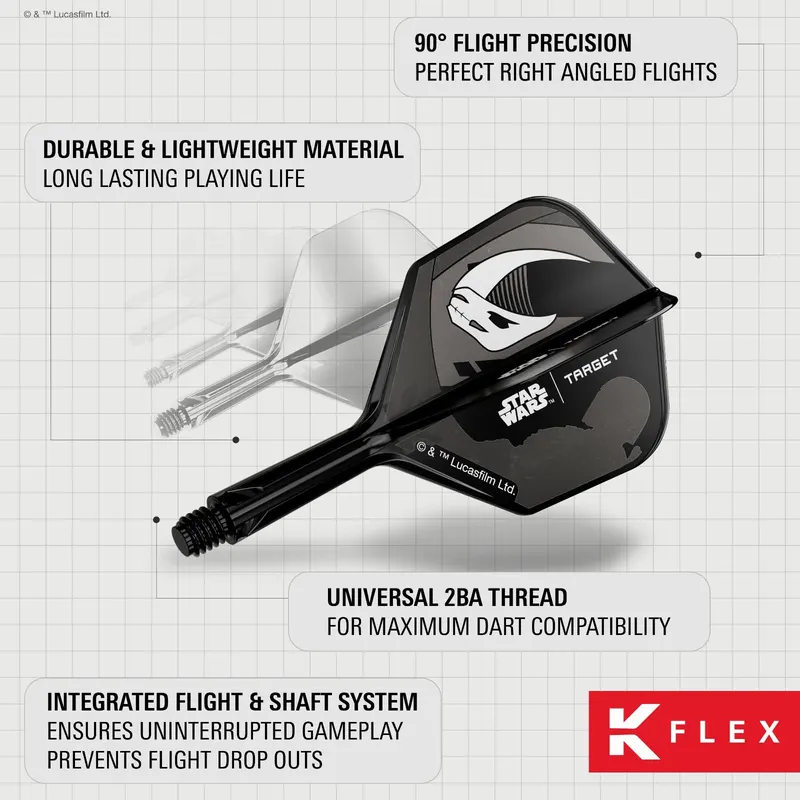 © & ™ Lucasfilm Ltd.
90° FLIGHT PRECISION
PERFECT RIGHT ANGLED FLIGHTS
DURABLE & LIGHTWEIGHT MATERIAL
LONG LASTING PLAYING LIFE
STAR
WARS™
TARGET
© & ™ Lucasfilm Ltd.
UNIVERSAL 2BA THREAD
FOR MAXIMUM DART COMPATIBILITY
INTEGRATED FLIGHT & SHAFT SYSTEM
ENSURES UNINTERRUPTED GAMEPLAY
PREVENTS FLIGHT DROP OUTS
K FLEX